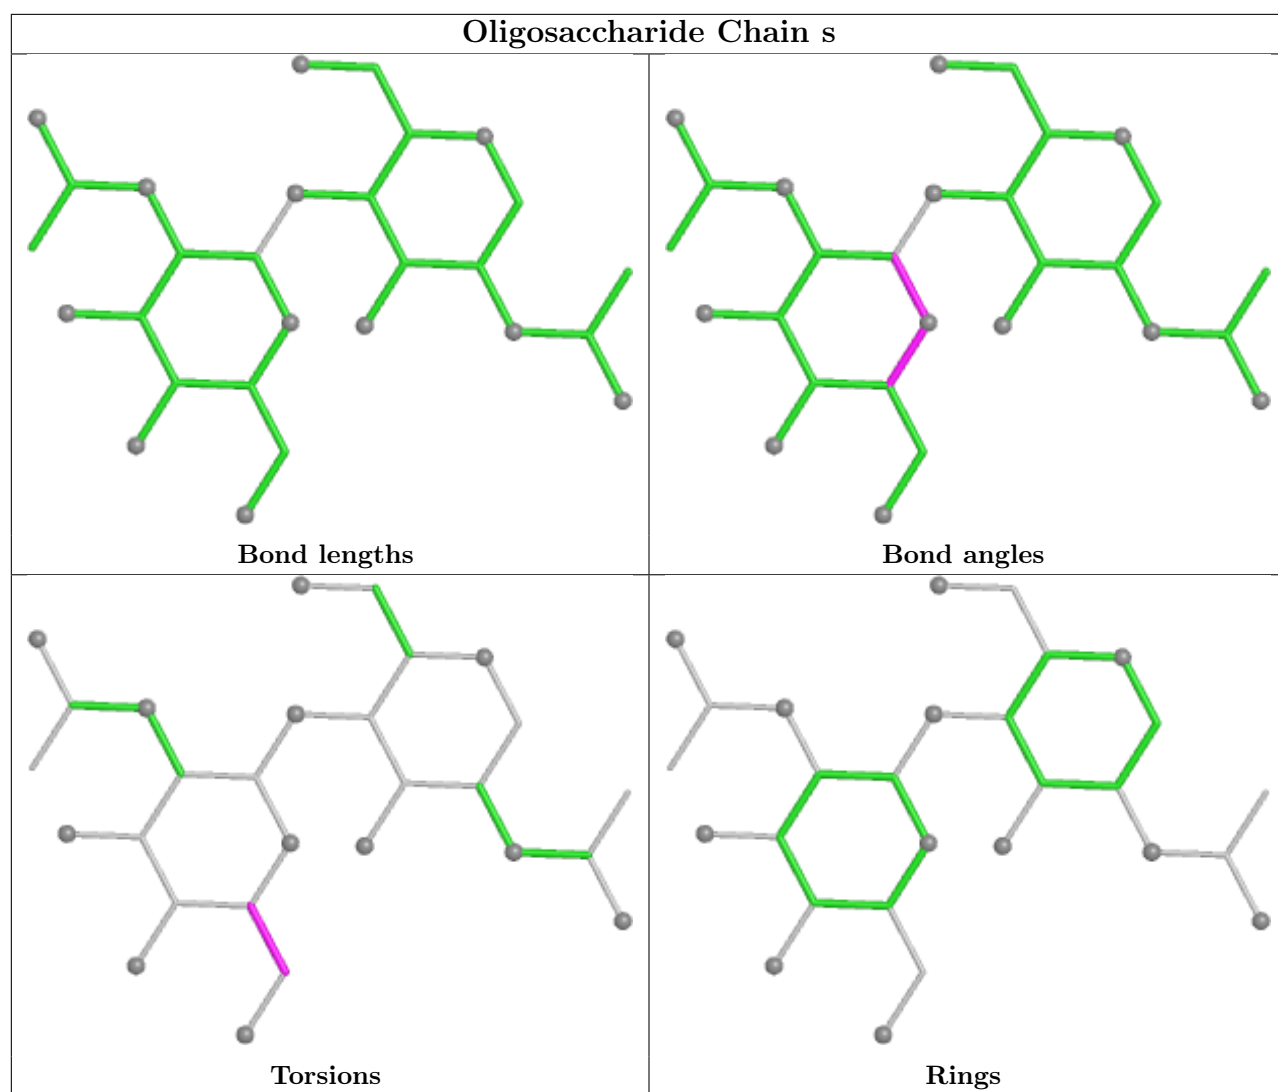 Oligosaccharide Chain s
Bond lengths
Bond angles
Torsions
Rings